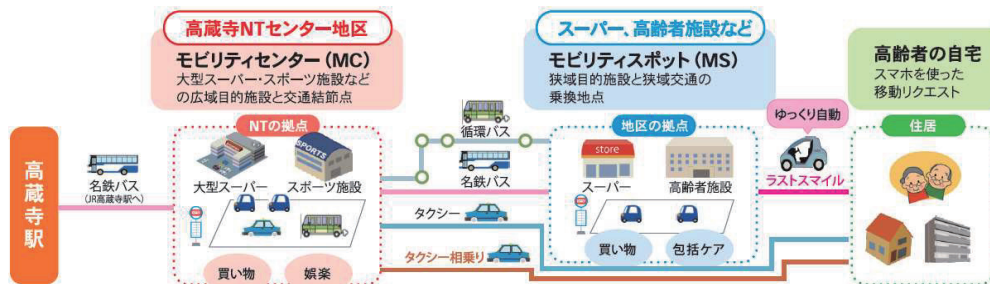 高蔵寺NTセンター地区
モビリティセンター(MC)
大型スーパー・スポーツ施設など
の広域目的施設と交通結節点
スーパー、高齢者施設など
モビリティスポット(MS)
狭域目的施設と狭域交通の
乗換地点
高齢者の自宅
スマホを使った
移動リクエスト
高蔵寺駅
名鉄バス
(JR高蔵寺駅へ)
NTの拠点
SPORTS
大型スーパー
スポーツ施設
買い物
娯楽
循環バス
名鉄バス
タクシー
タクシー相乗り
地区の拠点
store
スーパー
高齢者施設
買い物
包括ケア
ゆっくり自動
ラストスマイル
住居